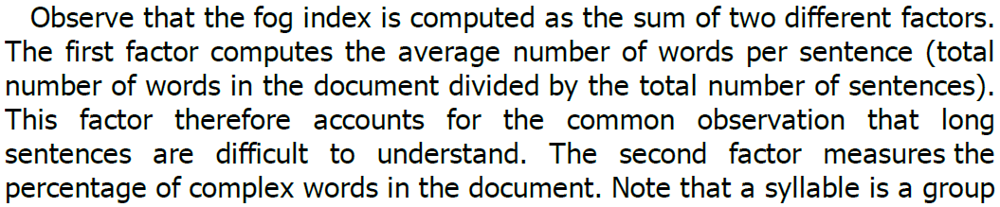 Observe that the fog index is computed as the sum of two different factors.
The first factor computes the average number of words per sentence (total
number of words in the document divided by the total number of sentences).
This factor therefore accounts for the common observation that long
sentences are difficult to understand. The second factor measures the
percentage of complex words in the document. Note that a syllable is a group